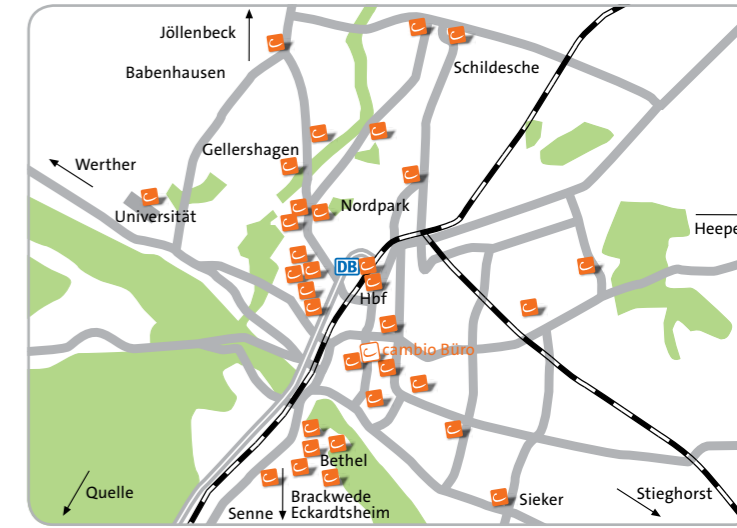 Jöllenbeck
Babenhausen
Schildesche
Gellershagen
Werther
Nordpark
Universität
Heepe
DB
Hbf
cambio Büro
Bethel
Quelle
Brackwede
Senne
Eckardtsheim
Sieker
Stieghorst